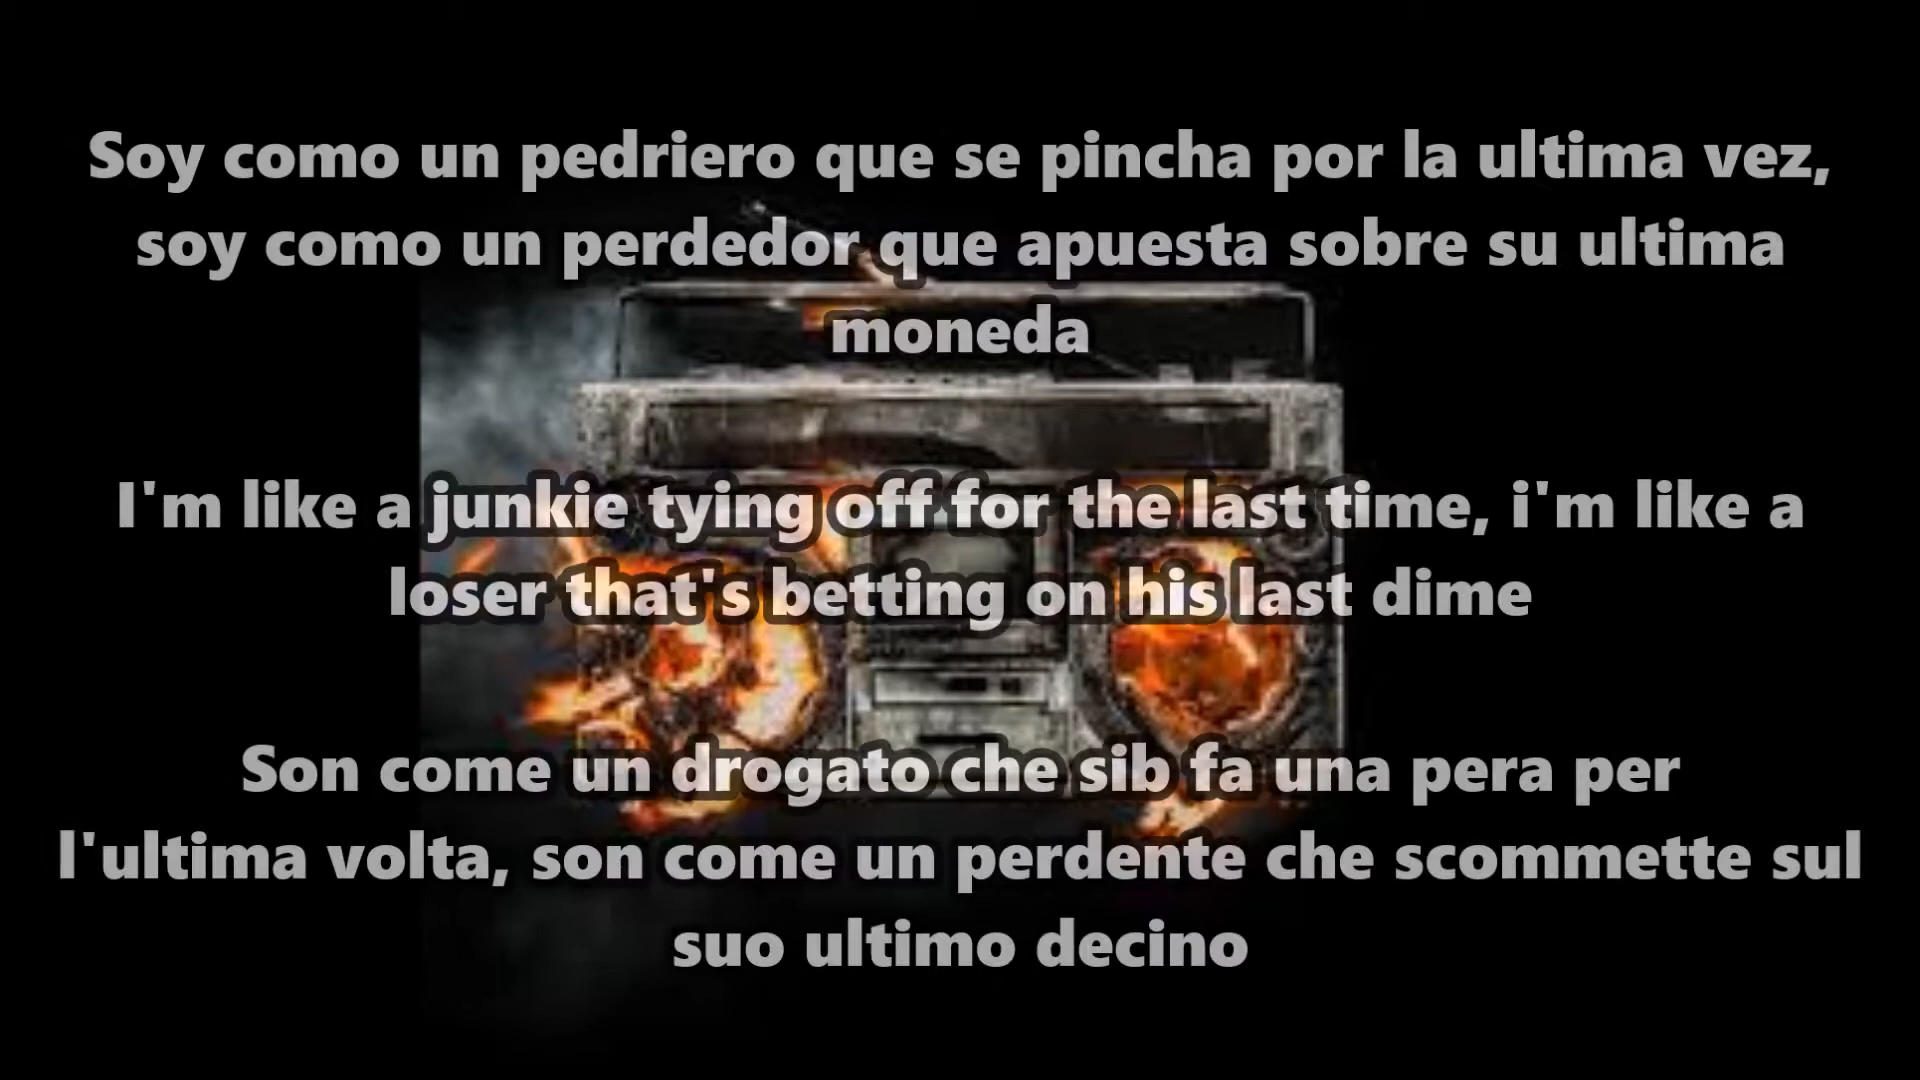 Soy como un pedriero que se pincha por la ultima vez,
soy como un perdedor que apuesta sobre su ultima
moneda
I'm like a junkie tying off for the last time, i'm like a
loser that's betting on his last dime
Son come un drogato che sib fa una pera per
l'ultima volta, son come un perdente che scommette sul
suo ultimo decino